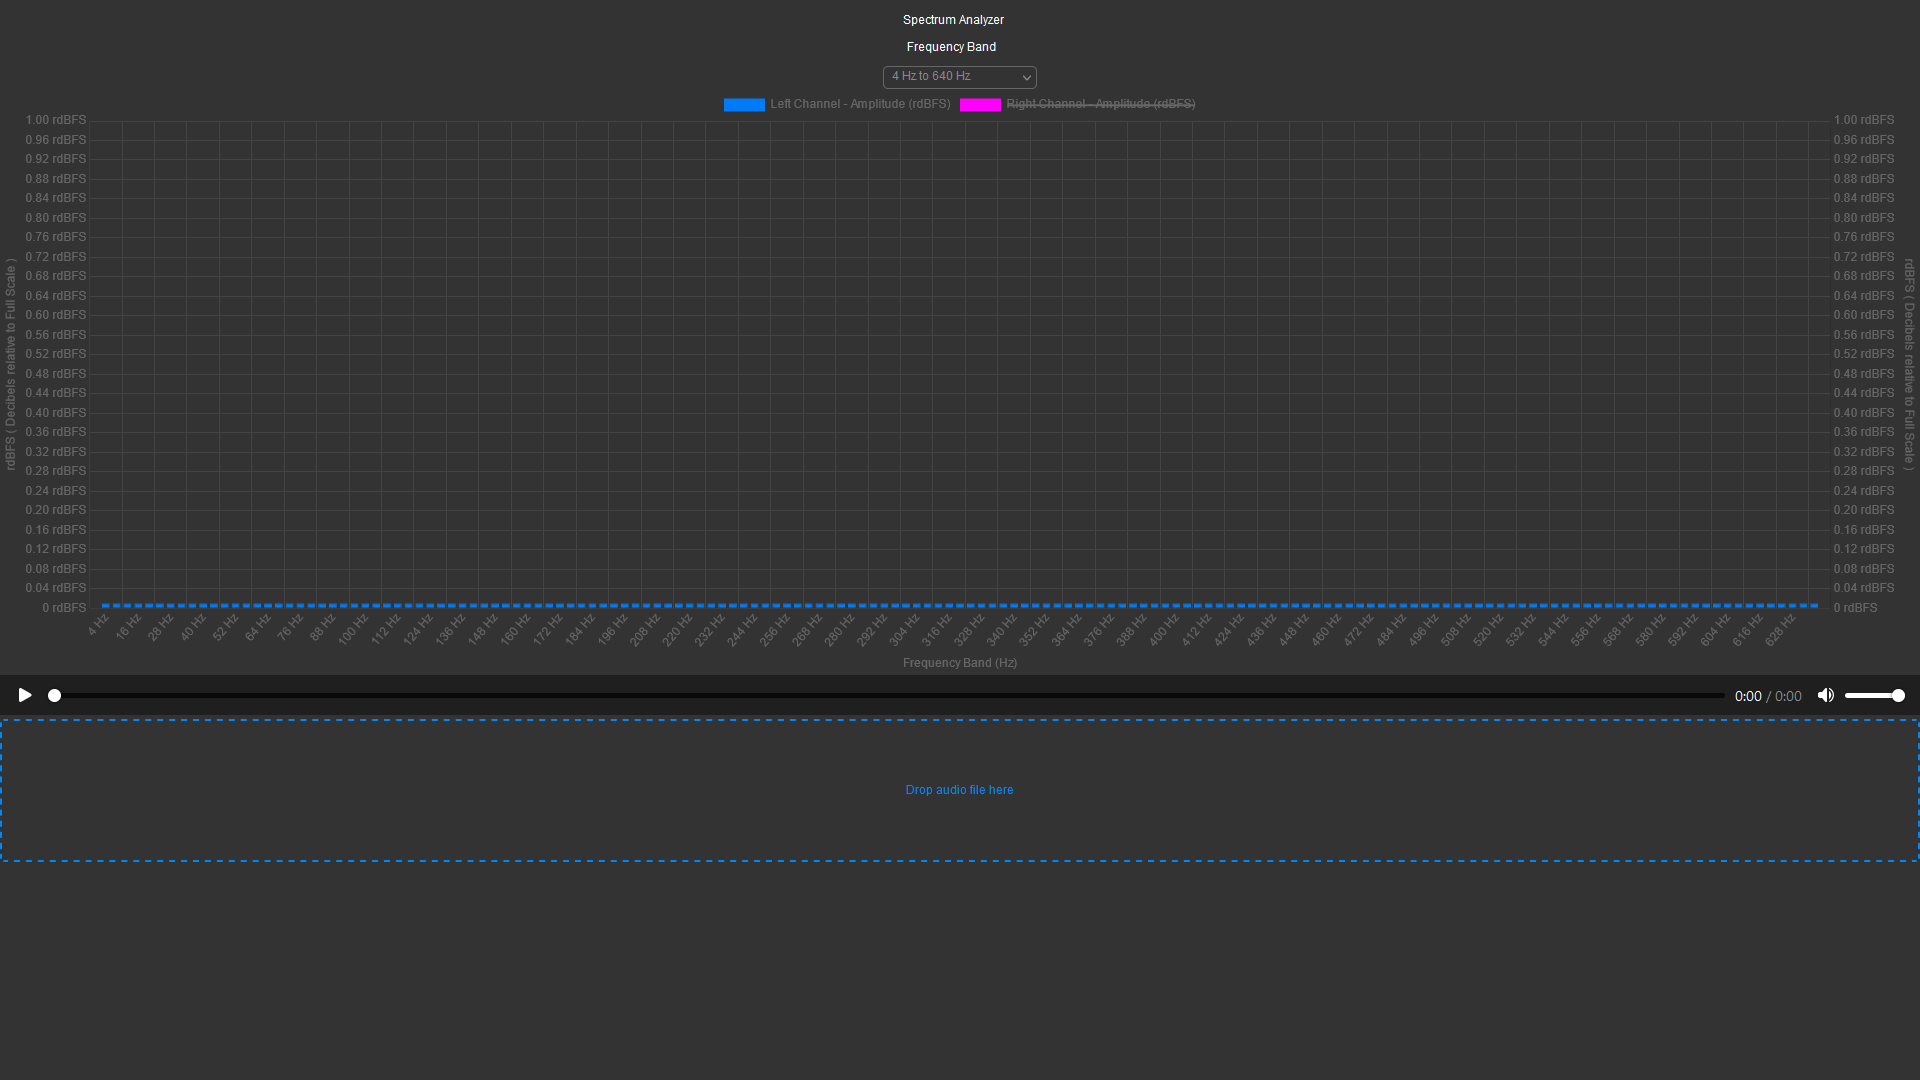 Spectrum Analyzer
Frequency Band
4 Hz to 640 Hz
Left Channel - Amplitude (rdBFS) Right Channel - Amplitude (rdBFS)
rdBFS ( Decibels relative to Full Scale )
1.00 rdBFS 1.00 rdBFS
0.96 rdBFS 0.96 rdBFS
0.92 rdBFS 0.92 rdBFS
0.88 rdBFS 0.88 rdBFS
0.84 rdBFS 0.84 rdBFS
0.80 rdBFS 0.80 rdBFS
0.76 rdBFS 0.76 rdBFS
0.72 rdBFS 0.72 rdBFS
0.68 rdBFS 0.68 rdBFS
0.64 rdBFS 0.64 rdBFS
0.60 rdBFS 0.60 rdBFS
0.56 rdBFS 0.56 rdBFS
0.52 rdBFS 0.52 rdBFS
0.48 rdBFS 0.48 rdBFS
0.44 rdBFS 0.44 rdBFS
0.40 rdBFS 0.40 rdBFS
0.36 rdBFS 0.36 rdBFS
0.32 rdBFS 0.32 rdBFS
0.28 rdBFS 0.28 rdBFS
0.24 rdBFS 0.24 rdBFS
0.20 rdBFS 0.20 rdBFS
0.16 rdBFS 0.16 rdBFS
0.12 rdBFS 0.12 rdBFS
0.08 rdBFS 0.08 rdBFS
0.04 rdBFS 0.04 rdBFS
0 rdBFS 0 rdBFS
rdBFS ( Decibels relative to Full Scale )
4 Hz 16 Hz 28 Hz 40 Hz 52 Hz 64 Hz 76 Hz 88 Hz 100 Hz 112 Hz 124 Hz 136 Hz 148 Hz 160 Hz 172 Hz 184 Hz 196 Hz 208 Hz 220 Hz 232 Hz 244 Hz 256 Hz 268 Hz 280 Hz 292 Hz 304 Hz 316 Hz 328 Hz 340 Hz 352 Hz 364 Hz 376 Hz 388 Hz 400 Hz 412 Hz 424 Hz 436 Hz 448 Hz 460 Hz 472 Hz 484 Hz 496 Hz 508 Hz 520 Hz 532 Hz 544 Hz 556 Hz 568 Hz 580 Hz 592 Hz 604 Hz 616 Hz 628 Hz
Frequency Band (Hz)
0:00 / 0:00
Drop audio file here